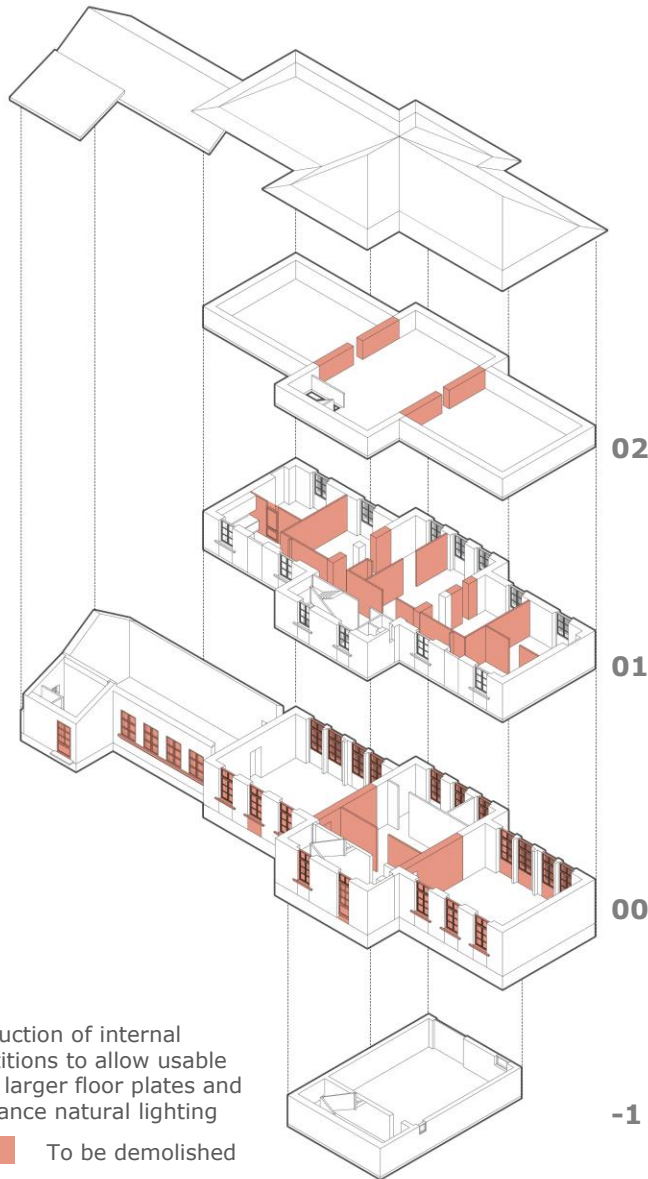 02
01
00
-1
uction of internal
titions to allow usable
larger floor plates and
ance natural lighting
To be demolished